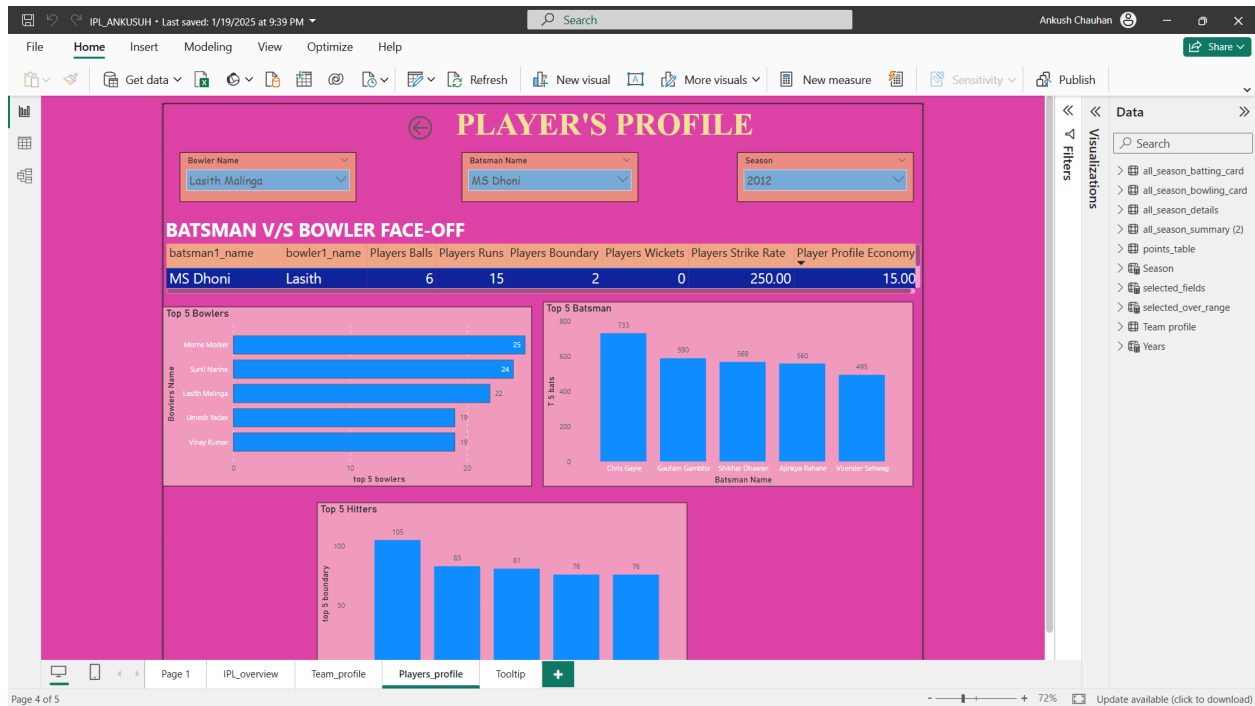 IPL_ANKUSUH • Last saved: 1/19/2025 at 9:39 PM
Search
Ankush Chauhan
File Home Insert Modeling View Optimize Help
Share
Get data
Refresh
New visual
More visuals
New measure
Sensitivity
Publish
PLAYER'S PROFILE
Bowler Name
Lasith Malinga
Batsman Name
MS Dhoni
Season
2012
BATSMAN V/S BOWLER FACE-OFF
batsman1_name bowler1_name Players Balls Players Runs Players Boundary Players Wickets Players Strike Rate Player Profile Economy
MS Dhoni Lasith 6 15 2 0 250.00 15.00
Top 5 Bowlers
Bowlers Name
Morne Morkel 25
Sunil Narine 24
Lasith Malinga 22
Umesh Yadav 19
Vinay Kumar 19
0 10 20
top 5 bowlers
Top 5 Batsman
T 5 bats
800
600
400
200
0
733 590 569 560 495
Chris Gayle Gautam Gambhir Shikhar Dhawan Ajinkya Rahane Virender Sehwag
Batsman Name
Top 5 Hitters
top 5 boundary
100
50
105 83 81 76 76
Filters
Visualizations
Data
Search
all_season_batting_card
all_season_bowling_card
all_season_details
all_season_summary (2)
points_table
Season
selected_fields
selected_over_range
Team profile
Years
Page 1 IPL_overview Team_profile Players_profile Tooltip +
Page 4 of 5
- + 72%
Update available (click to download)